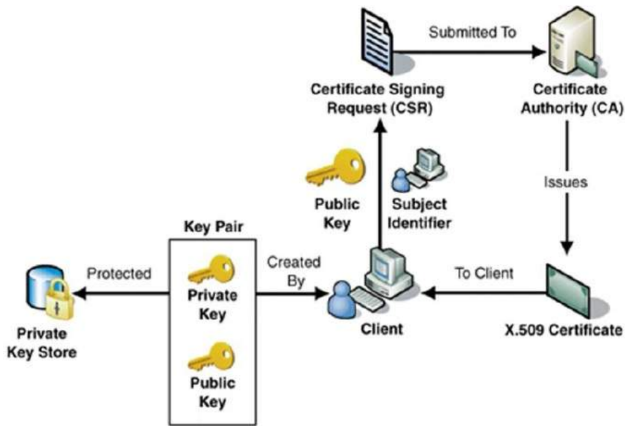 Submitted To
Certificate Signing
Request (CSR)
Certificate
Authority (CA)
Issues
Public
Key
Subject
Identifier
Key Pair
Protected
Private
Key
Created
By
To Client
Private
Key Store
Client
X.509 Certificate
Public
Key